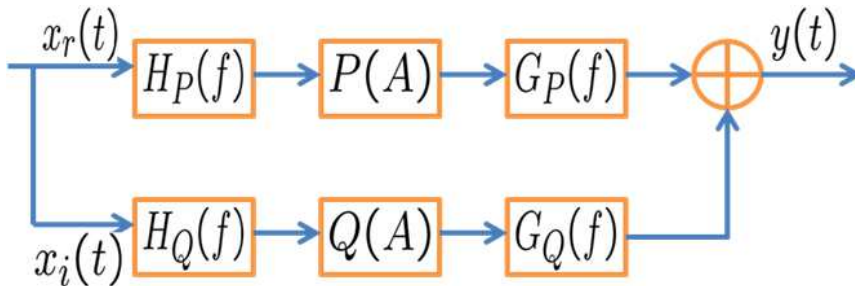 x_r(t) H_P(f) P(A) G_P(f) y(t)
x_i(t) H_Q(f) Q(A) G_Q(f)